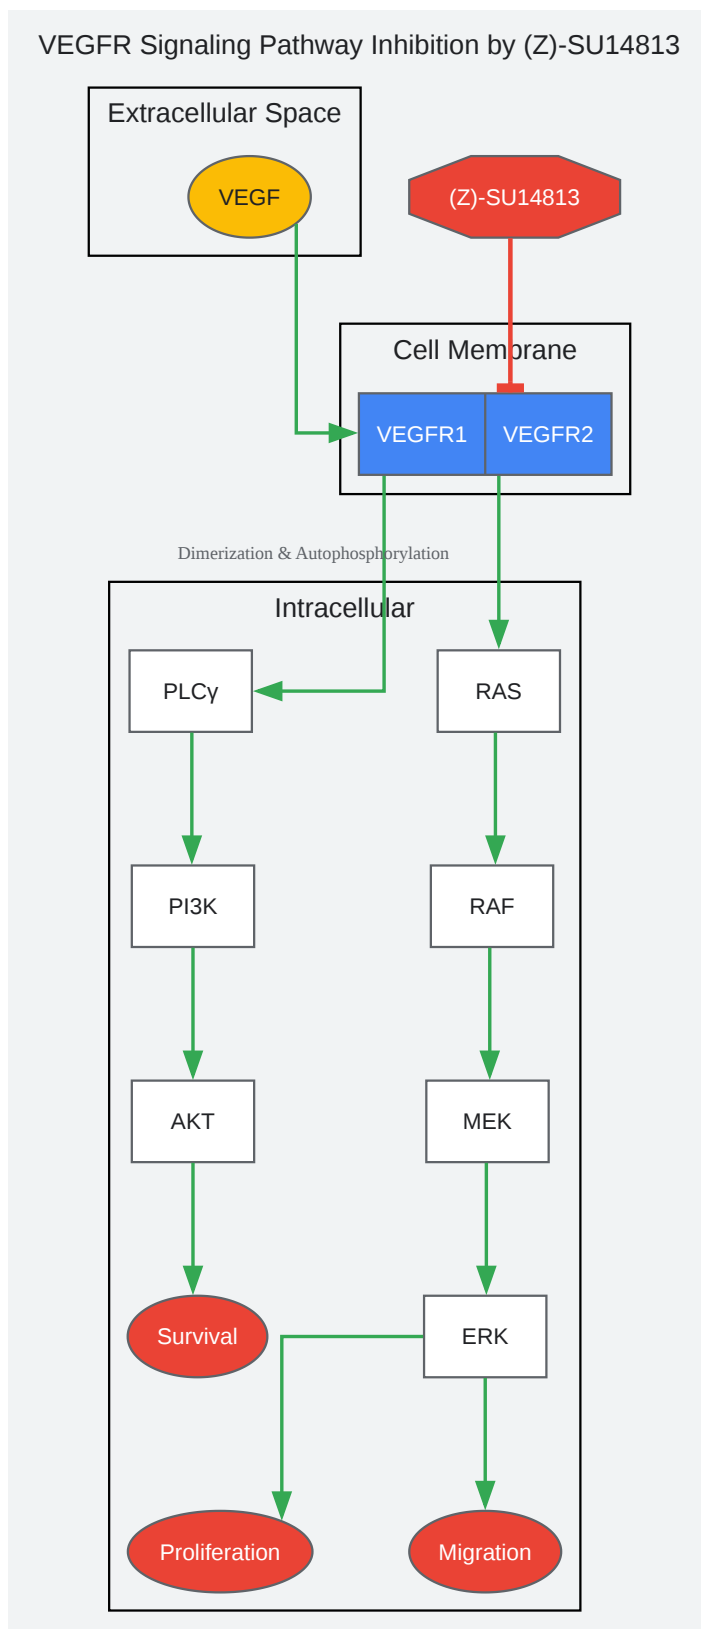 VEGFR Signaling Pathway Inhibition by (Z)-SU14813
Extracellular Space
VEGF
(Z)-SU14813
Cell Membrane
VEGFR1
VEGFR2
Dimerization & Autophosphorylation
Intracellular
PLCγ
RAS
PI3K
RAF
AKT
MEK
Survival
ERK
Proliferation
Migration